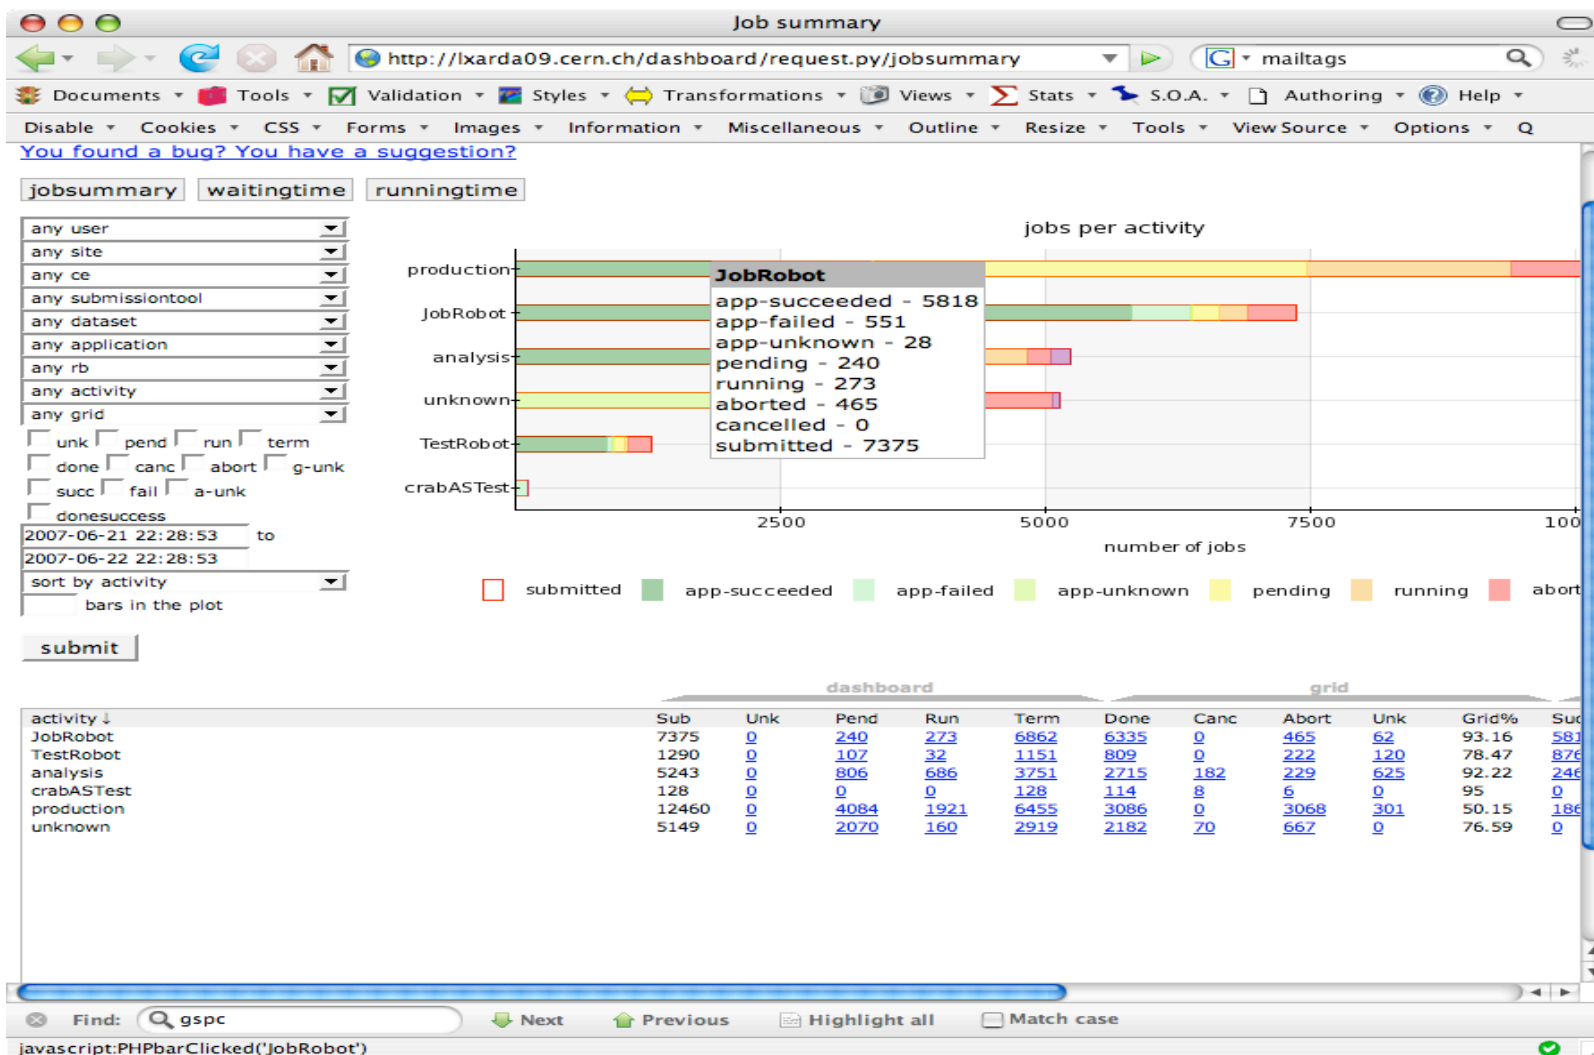 Job summary
http://lxarda09.cern.ch/dashboard/request.py/jobsummary
mailtags
Documents Tools Validation Styles Transformations Views Stats S.O.A. Authoring Help
Disable Cookies CSS Forms Images Information Miscellaneous Outline Resize Tools View Source Options Q
You found a bug? You have a suggestion?
jobsummary waitingtime runningtime
any user
any site
any ce
any submissiontool
any dataset
any application
any rb
any activity
any grid
unk pend run term
done canc abort g-unk
succ fail a-unk
donesuccess
2007-06-21 22:28:53 to
2007-06-22 22:28:53
sort by activity
bars in the plot
submit
jobs per activity
production
JobRobot
analysis
unknown
TestRobot
crabASTest
JobRobot
app-succeeded - 5818
app-failed - 551
app-unknown - 28
pending - 240
running - 273
aborted - 465
cancelled - 0
submitted - 7375
2500 5000 7500 100
number of jobs
submitted app-succeeded app-failed app-unknown pending running abort
dashboard grid
activity ↓ Sub Unk Pend Run Term Done Canc Abort Unk Grid% Suc
JobRobot 7375 0 240 273 6862 6335 0 465 62 93.16 581
TestRobot 1290 0 107 32 1151 809 0 222 120 78.47 876
analysis 5243 0 806 686 3751 2715 182 229 625 92.22 246
crabASTest 128 0 0 0 128 114 8 6 0 95 0
production 12460 0 4084 1921 6455 3086 0 3068 301 50.15 186
unknown 5149 0 2070 160 2919 2182 70 667 0 76.59 0
Find: gspc Next Previous Highlight all Match case
javascript:PHPbarClicked('JobRobot')